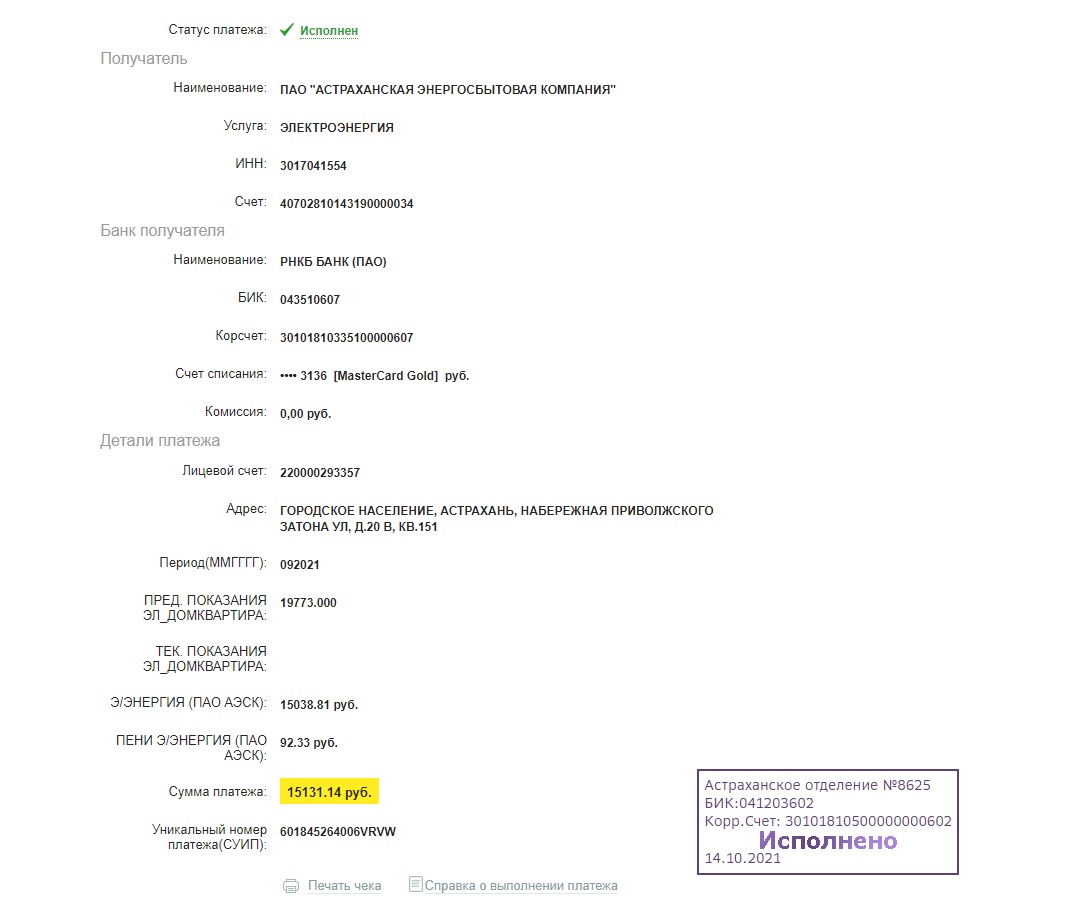 Статус платежа: Исполнен
Получатель
Наименование: ПАО "АСТРАХАНСКАЯ ЭНЕРГОСБЫТОВАЯ КОМПАНИЯ"
Услуга: ЭЛЕКТРОЭНЕРГИЯ
ИНН: 3017041554
Счет: 40702810143190000034
Банк получателя
Наименование: РНКБ БАНК (ПАО)
БИК: 043510607
Корсчет: 30101810335100000607
Счет списания: •••• 3136 [MasterCard Gold] руб.
Комиссия: 0,00 руб.
Детали платежа
Лицевой счет: 220000293357
Адрес: ГОРОДСКОЕ НАСЕЛЕНИЕ, АСТРАХАНЬ, НАБЕРЕЖНАЯ ПРИВОЛЖСКОГО
ЗАТОНА УЛ, Д.20 В, КВ.151
Период(ММГГГГ): 092021
ПРЕД. ПОКАЗАНИЯ 19773.000
ЭЛ_ДОМКВАРТИРА:
ТЕК. ПОКАЗАНИЯ
ЭЛ_ДОМКВАРТИРА:
Э/ЭНЕРГИЯ (ПАО АЭСК): 15038.81 руб.
ПЕНИ Э/ЭНЕРГИЯ (ПАО 92.33 руб.
АЭСК):
Сумма платежа: 15131.14 руб.
Уникальный номер 601845264006VRVW
платежа(СУИП):
Астраханское отделение №8625
БИК:041203602
Корр.Счет: 30101810500000000602
Исполнено
14.10.2021
Печать чека Справка о выполнении платежа